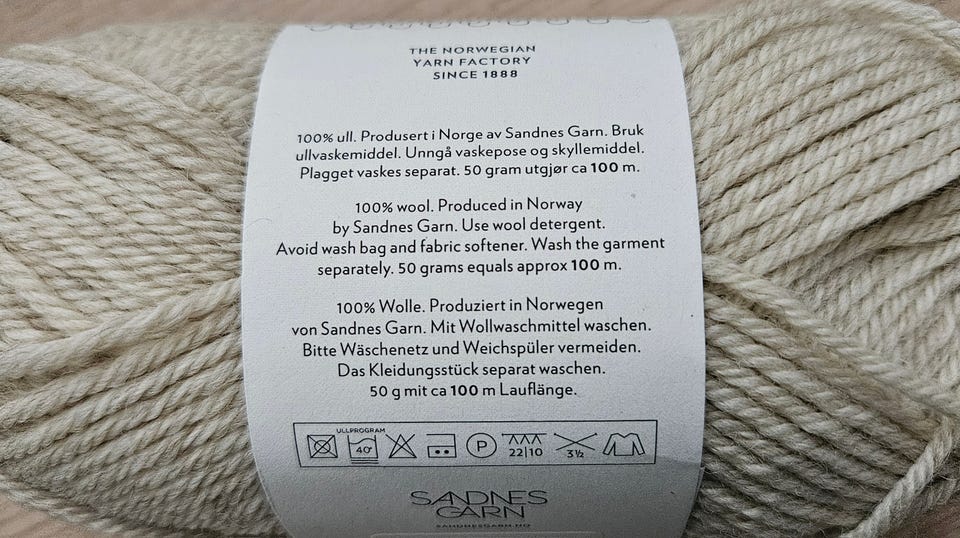 THE NORWEGIAN
YARN FACTORY
SINCE 1888
100% ull. Produsert i Norge av Sandnes Garn. Bruk
ullvaskemiddel. Unngå vaskepose og skyllemiddel.
Plagget vaskes separat. 50 gram utgjør ca 100 m.
100% wool. Produced in Norway
by Sandnes Garn. Use wool detergent.
Avoid wash bag and fabric softener. Wash the garment
separately. 50 grams equals approx 100 m.
100% Wolle. Produziert in Norwegen
von Sandnes Garn. Mit Wollwaschmittel waschen.
Bitte Wäschenetz und Weichspüler vermeiden.
Das Kleidungsstück separat waschen.
50 g mit ca 100 m Lauflänge.
ULLPROGRAM
40° P 22|10 3½
SANDNES
GARN
SANDNESGARN.NO